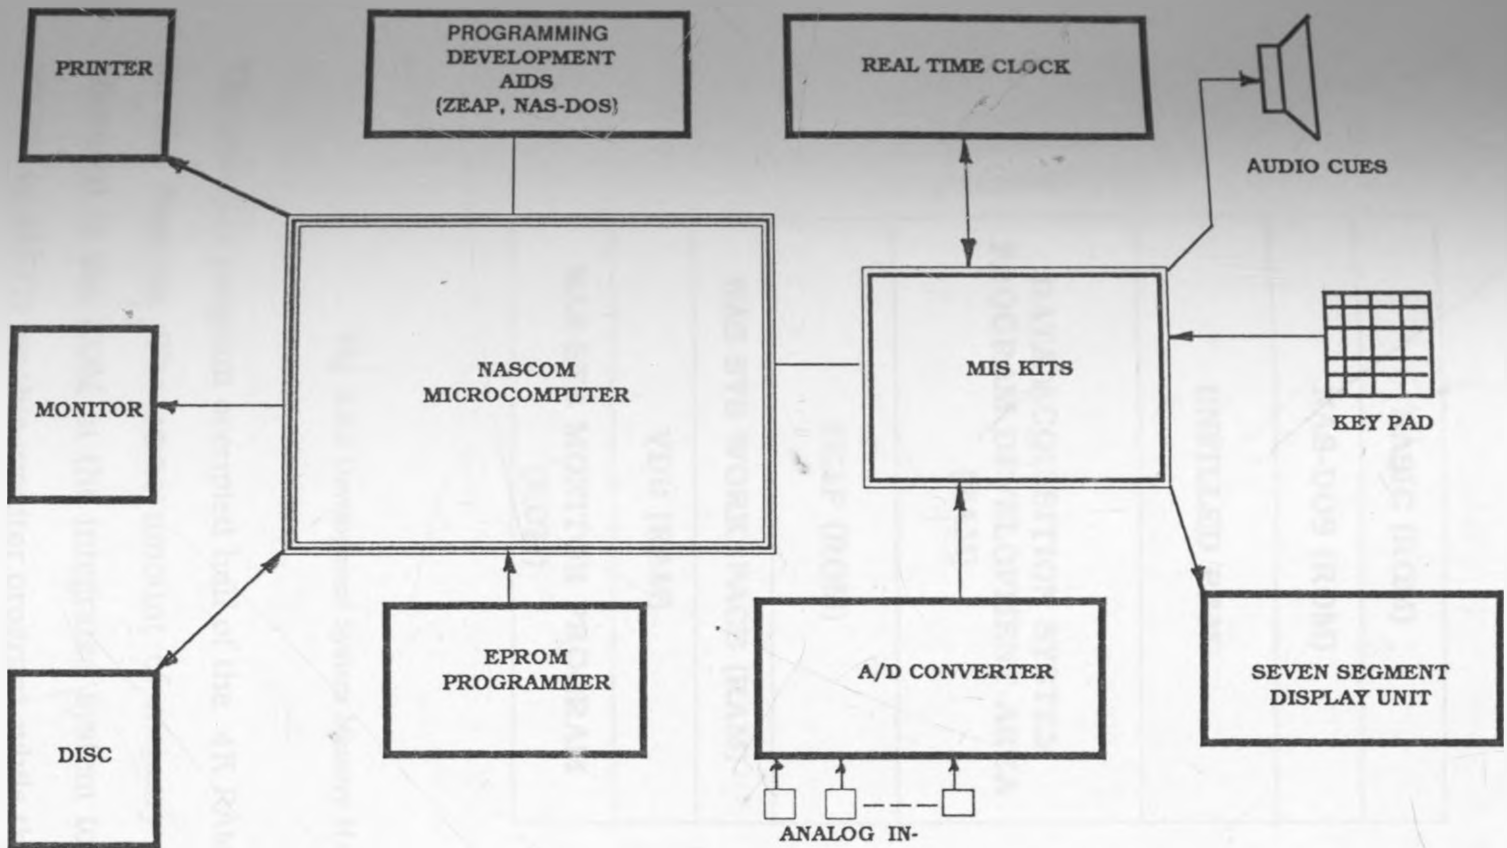 PRINTER
PROGRAMMING
DEVELOPMENT
AIDS
(ZEAP, NAS-DOS)
REAL TIME CLOCK
AUDIO CUES
NASCOM
MICROCOMPUTER
MIS KITS
KEY PAD
MONITOR
EPROM
PROGRAMMER
A/D CONVERTER
SEVEN SEGMENT
DISPLAY UNIT
DISC
ANALOG IN-